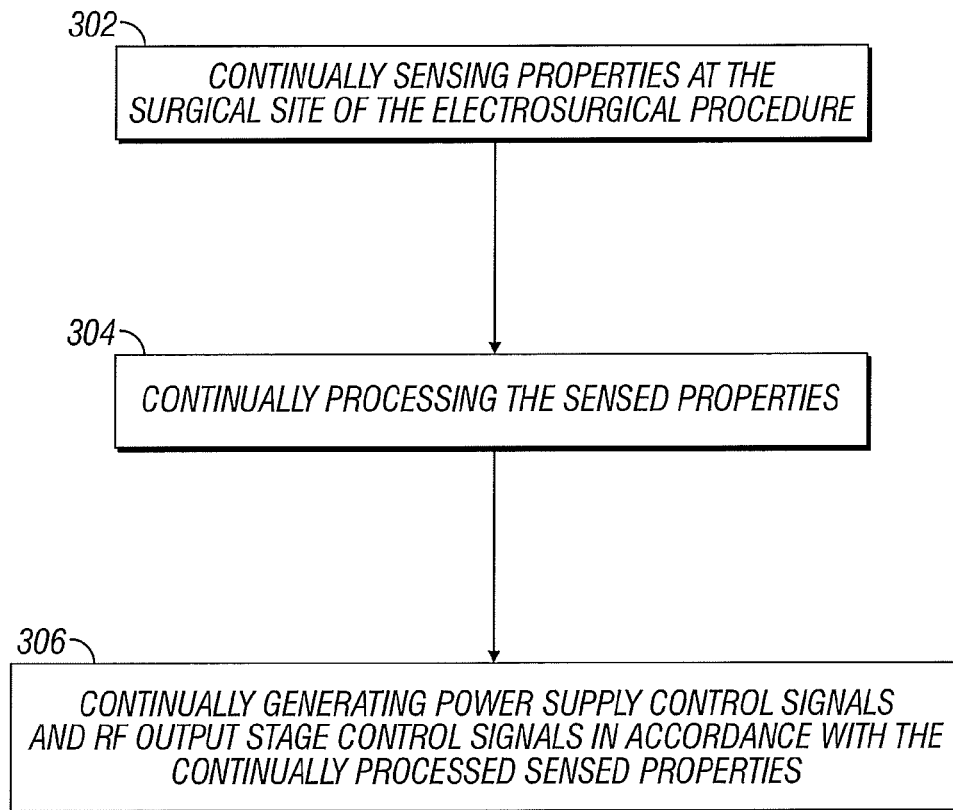 302
CONTINUALLY SENSING PROPERTIES AT THE
SURGICAL SITE OF THE ELECTROSURGICAL PROCEDURE
304
CONTINUALLY PROCESSING THE SENSED PROPERTIES
306
CONTINUALLY GENERATING POWER SUPPLY CONTROL SIGNALS
AND RF OUTPUT STAGE CONTROL SIGNALS IN ACCORDANCE WITH THE
CONTINUALLY PROCESSED SENSED PROPERTIES